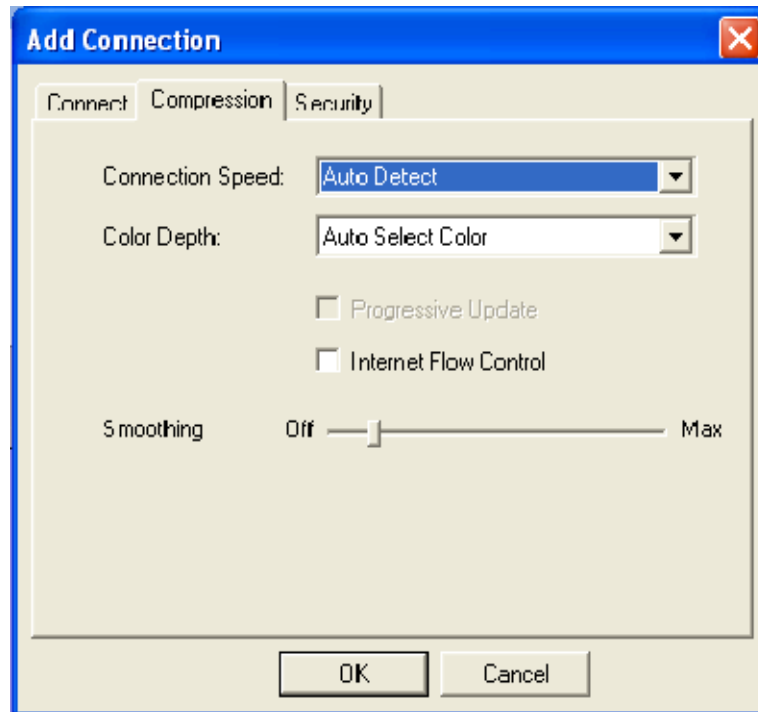 Add Connection
Connect Compression Security
Connection Speed: Auto Detect
Color Depth: Auto Select Color
Progressive Update
Internet Flow Control
Smoothing Off Max
OK Cancel